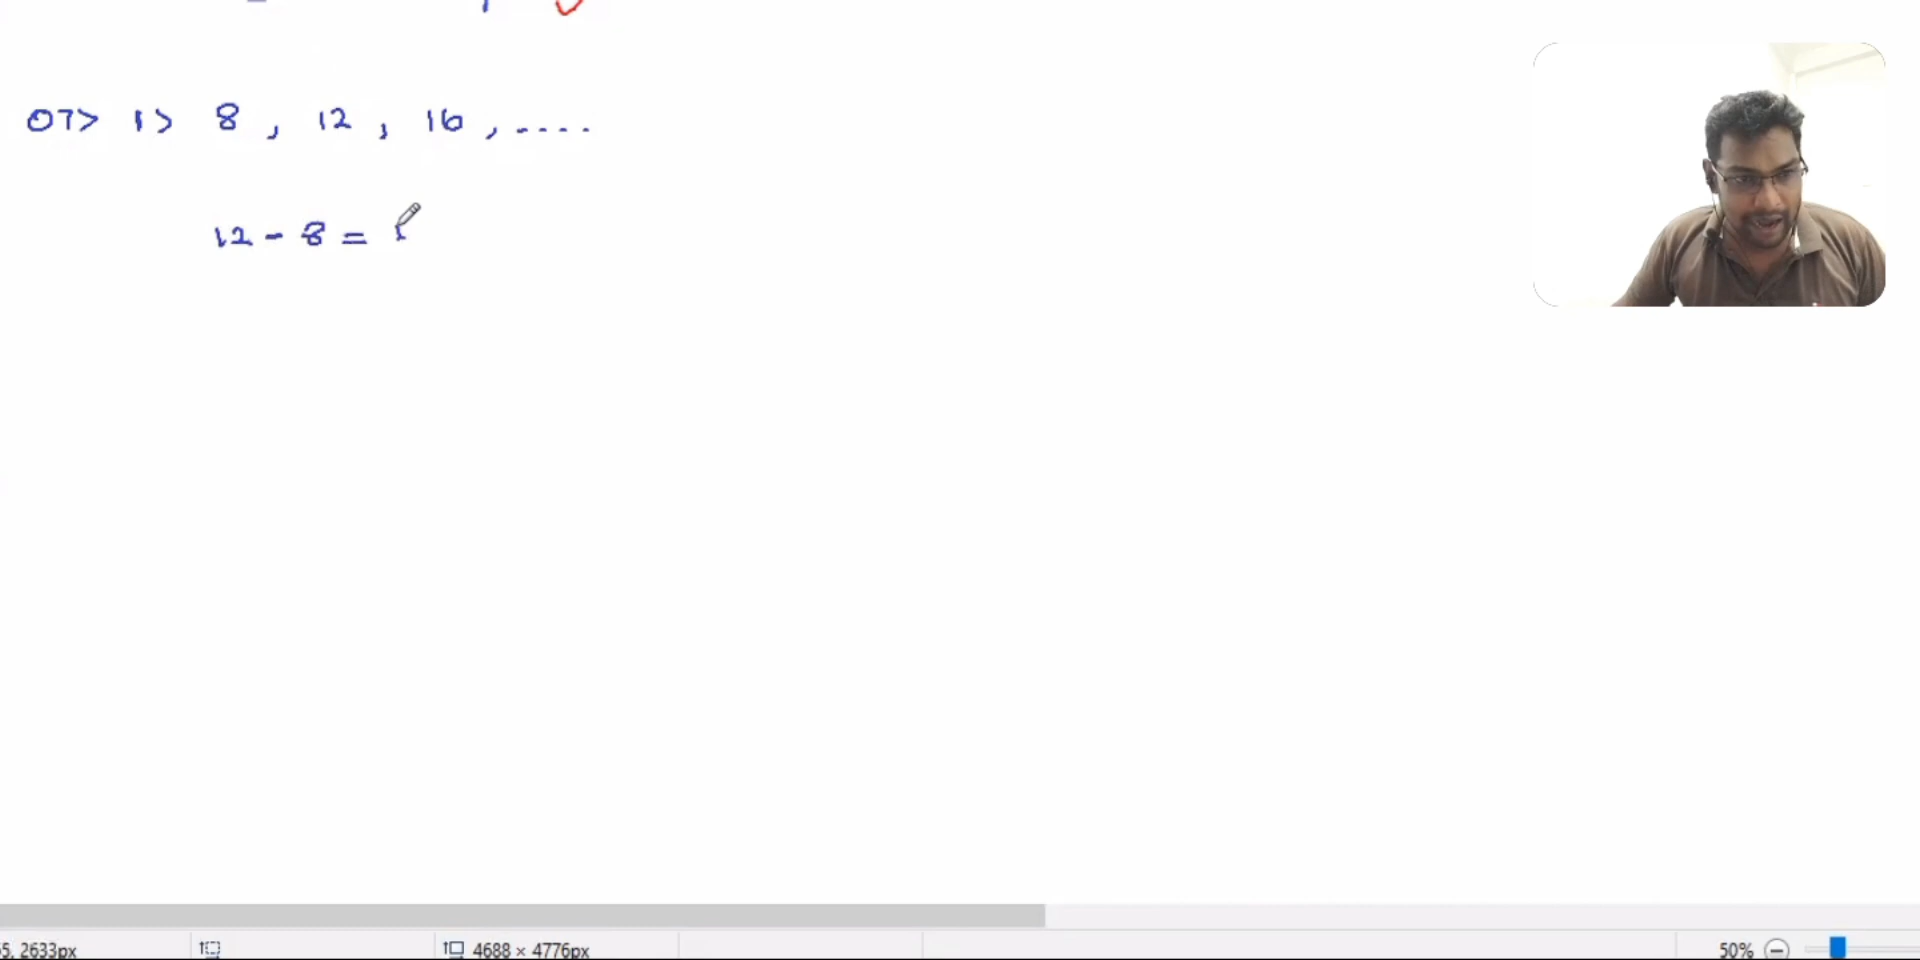 07> 1> 8 , 12 , 16 , ....
12 - 8 =
5, 2633px
4688 × 4776px
50%